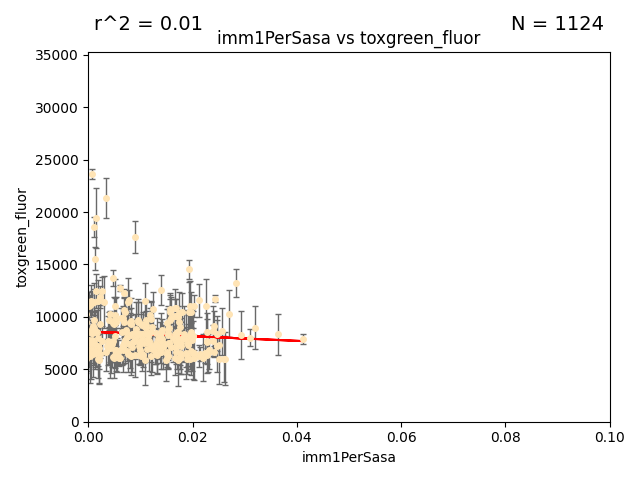 r^2 = 0.01
N = 1124
imm1PerSasa vs toxgreen_fluor
35000
30000
25000
20000
15000
10000
5000
0
toxgreen_fluor
0.00
0.02
0.04
0.06
0.08
0.10
imm1PerSasa